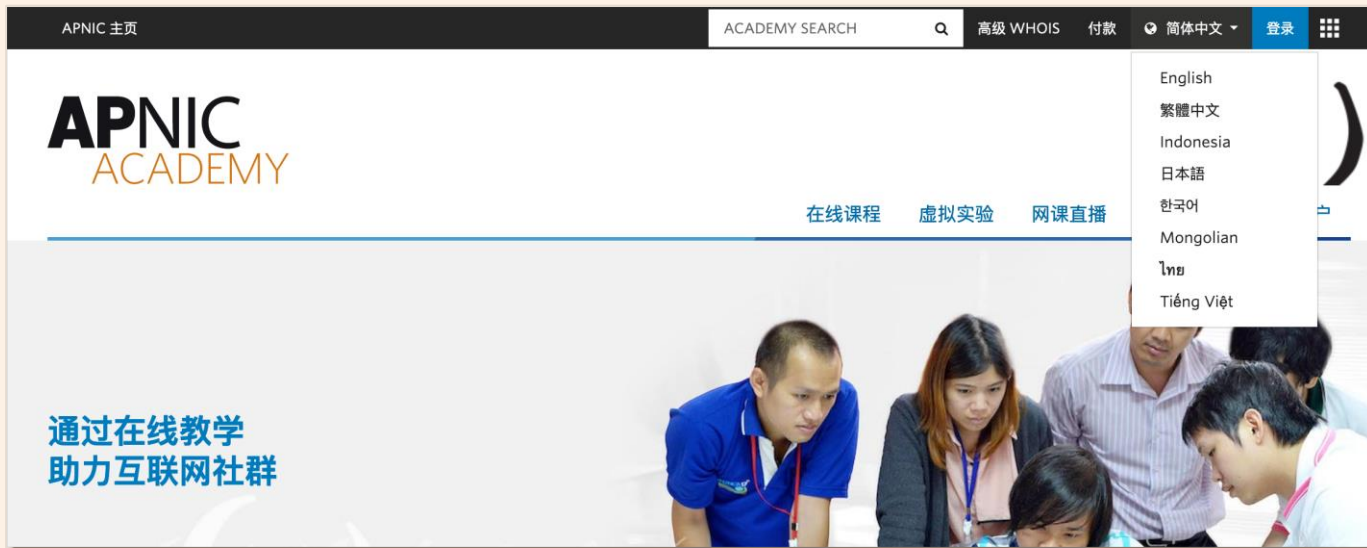 APNIC 主页
ACADEMY SEARCH
高级 WHOIS
付款
简体中文
登录
English
繁體中文
Indonesia
日本語
한국어
Mongolian
ไทย
Tiếng Việt
APNIC
ACADEMY
在线课程 虚拟实验 网课直播
通过在线教学
助力互联网社群